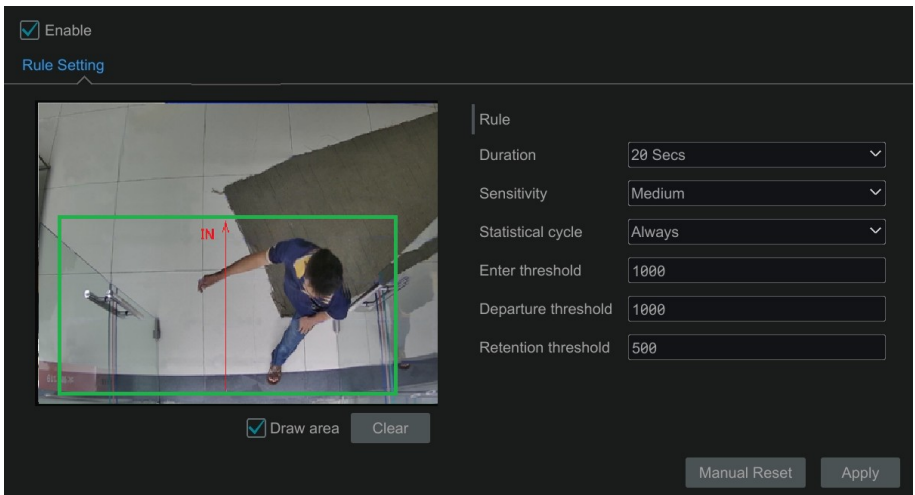 Enable
Rule Setting
Rule
Duration 20 Secs
Sensitivity Medium
Statistical cycle Always
Enter threshold 1000
Departure threshold 1000
Retention threshold 500
IN
Draw area Clear
Manual Reset Apply